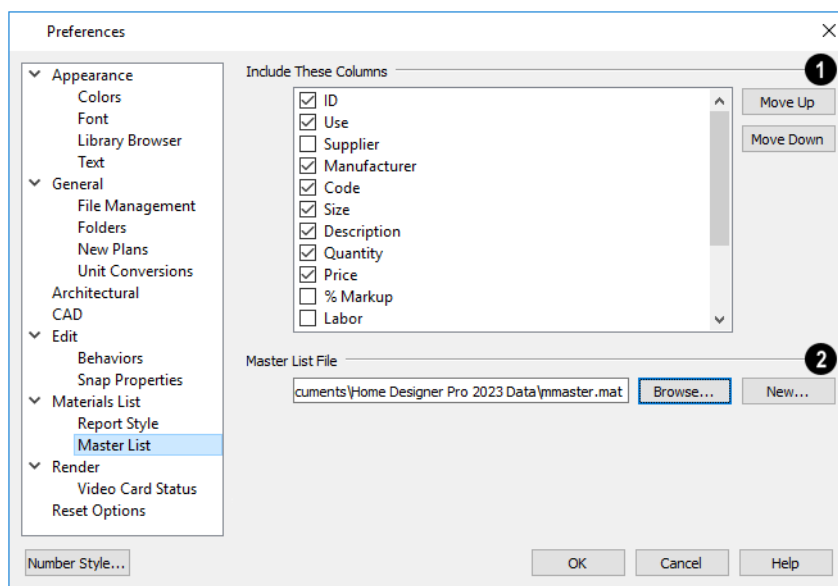 Preferences
Appearance
Colors
Font
Library Browser
Text
General
File Management
Folders
New Plans
Unit Conversions
Architectural
CAD
Edit
Behaviors
Snap Properties
Materials List
Report Style
Master List
Render
Video Card Status
Reset Options
Include These Columns
1
ID
Use
Supplier
Manufacturer
Code
Size
Description
Quantity
Price
% Markup
Labor
Move Up
Move Down
Master List File
2
cuments\Home Designer Pro 2023 Data\mmaster.mat
Browse...
New...
Number Style...
OK
Cancel
Help